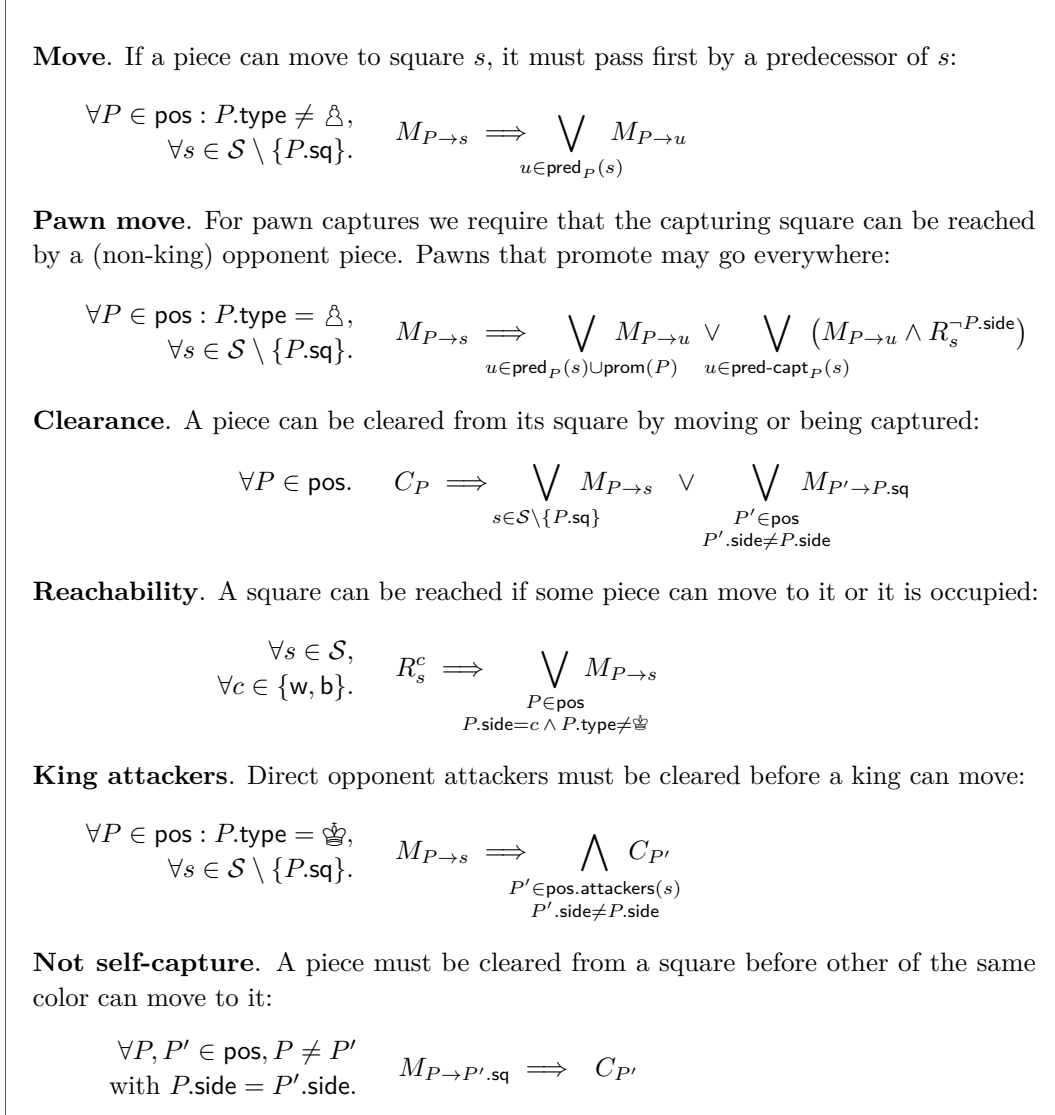 Move. If a piece can move to square s, it must pass first by a predecessor of s:
∀P ∈ pos : P.type ≠ ♙,
∀s ∈ 𝒮 \ {P.sq}.
M_{P→s} ⟹ ⋁_{u∈pred_P(s)} M_{P→u}
Pawn move. For pawn captures we require that the capturing square can be reached
by a (non-king) opponent piece. Pawns that promote may go everywhere:
∀P ∈ pos : P.type = ♙,
∀s ∈ 𝒮 \ {P.sq}.
M_{P→s} ⟹ ⋁_{u∈pred_P(s)∪prom(P)} M_{P→u} ∨ ⋁_{u∈pred-capt_P(s)} (M_{P→u} ∧ R_s^{¬P.side})
Clearance. A piece can be cleared from its square by moving or being captured:
∀P ∈ pos. C_P ⟹ ⋁_{s∈𝒮\{P.sq}} M_{P→s} ∨ ⋁_{P′∈pos P′.side≠P.side} M_{P′→P.sq}
Reachability. A square can be reached if some piece can move to it or it is occupied:
∀s ∈ 𝒮,
∀c ∈ {w, b}.
R_s^c ⟹ ⋁_{P∈pos P.side=c ∧ P.type≠♔} M_{P→s}
King attackers. Direct opponent attackers must be cleared before a king can move:
∀P ∈ pos : P.type = ♔,
∀s ∈ 𝒮 \ {P.sq}.
M_{P→s} ⟹ ⋀_{P′∈pos.attackers(s) P′.side≠P.side} C_{P′}
Not self-capture. A piece must be cleared from a square before other of the same
color can move to it:
∀P, P′ ∈ pos, P ≠ P′
with P.side = P′.side.
M_{P→P′.sq} ⟹ C_{P′}